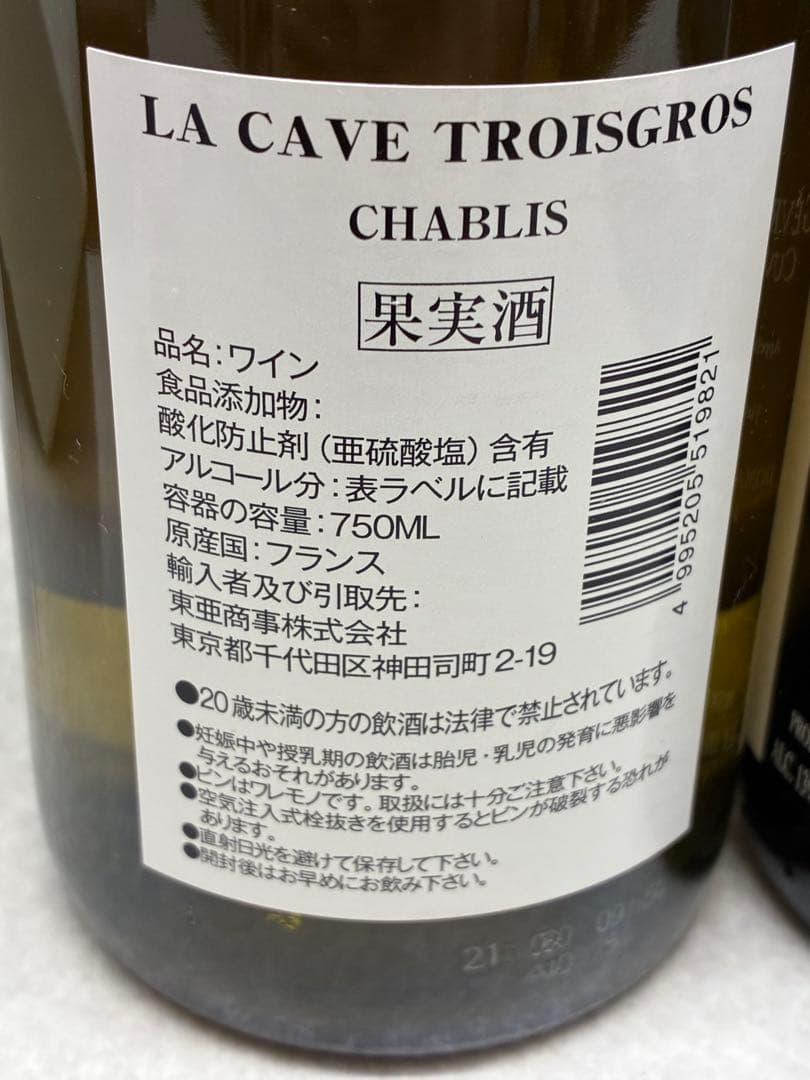 LA CAVE TROISGROS
CHABLIS
果実酒
品名:ワイン
食品添加物:
酸化防止剤(亜硫酸塩)含有
アルコール分:表ラベルに記載
容器の容量:750ML
原産国:フランス
輸入者及び引取先:
東亜商事株式会社
東京都千代田区神田司町2-19
4 995205 519821
●20歳未満の方の飲酒は法律で禁止されています。
●妊娠中や授乳期の飲酒は胎児・乳児の発育に悪影響を
与えるおそれがあります。
●ビンはワレモノです。取扱には十分ご注意下さい。
●空気注入式栓抜きを使用するとビンが破裂する恐れが
あります。
●直射日光を避けて保存して下さい。
●開封後はお早めにお飲み下さい。
21